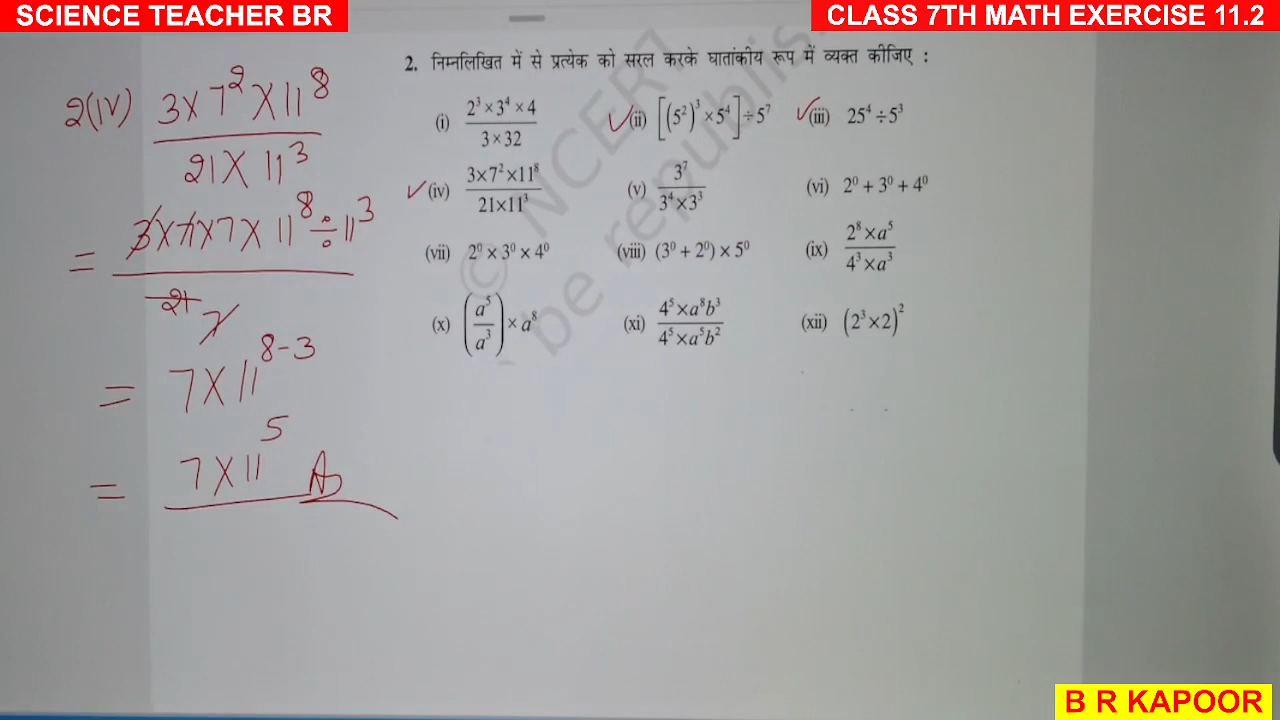 SCIENCE TEACHER BR
CLASS 7TH MATH EXERCISE 11.2
2(iv) 3×7²×11⁸ / 21×11³
= 3×7×7×11⁸÷11³ / 21 7
= 7×11⁸⁻³
= 7×11⁵ A
2. निम्नलिखित में से प्रत्येक को सरल करके घातांकीय रूप में व्यक्त कीजिए :
(i) 2³×3⁴×4 / 3×32 (ii) [(5²)³×5⁴]÷5⁷ (iii) 25⁴÷5³
(iv) 3×7²×11⁸ / 21×11³ (v) 3⁷ / 3⁴×3³ (vi) 2⁰+3⁰+4⁰
(vii) 2⁰×3⁰×4⁰ (viii) (3⁰+2⁰)×5⁰ (ix) 2⁸×a⁵ / 4³×a³
(x) (a⁵/a³)×a⁸ (xi) 4⁵×a⁸b³ / 4⁵×a⁵b² (xii) (2³×2)²
© NCERT
be republis
B R KAPOOR